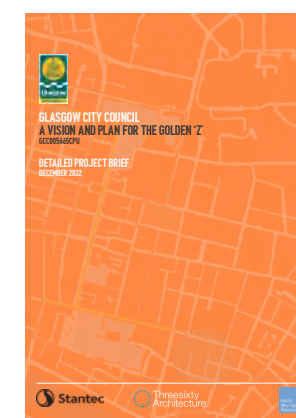 GLASGOW CITY COUNCIL
A VISION AND PLAN FOR THE GOLDEN ‘Z’
GCC005665CPU
DETAILED PROJECT BRIEF
DECEMBER 2022
Stantec
Threesixty
Architecture